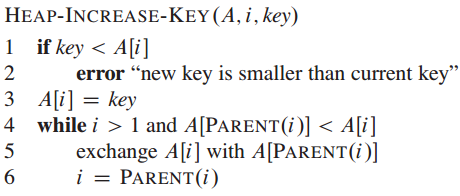 HEAP-INCREASE-KEY(A, i, key)
1 if key < A[i]
2 error “new key is smaller than current key”
3 A[i] = key
4 while i > 1 and A[PARENT(i)] < A[i]
5 exchange A[i] with A[PARENT(i)]
6 i = PARENT(i)